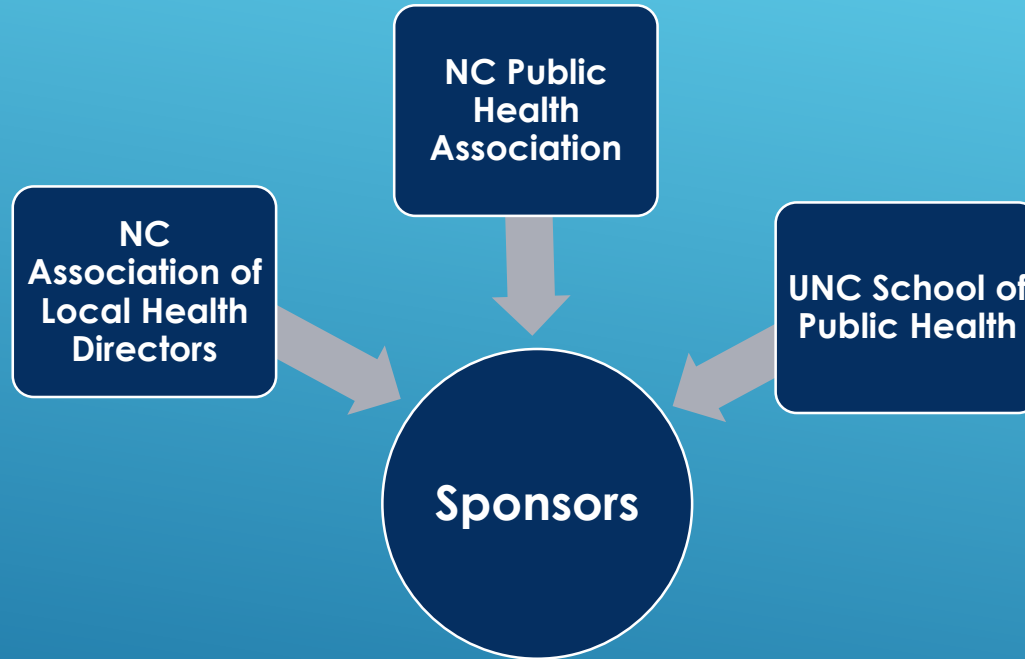 NC Public
Health
Association
NC
Association of
Local Health
Directors
UNC School of
Public Health
Sponsors